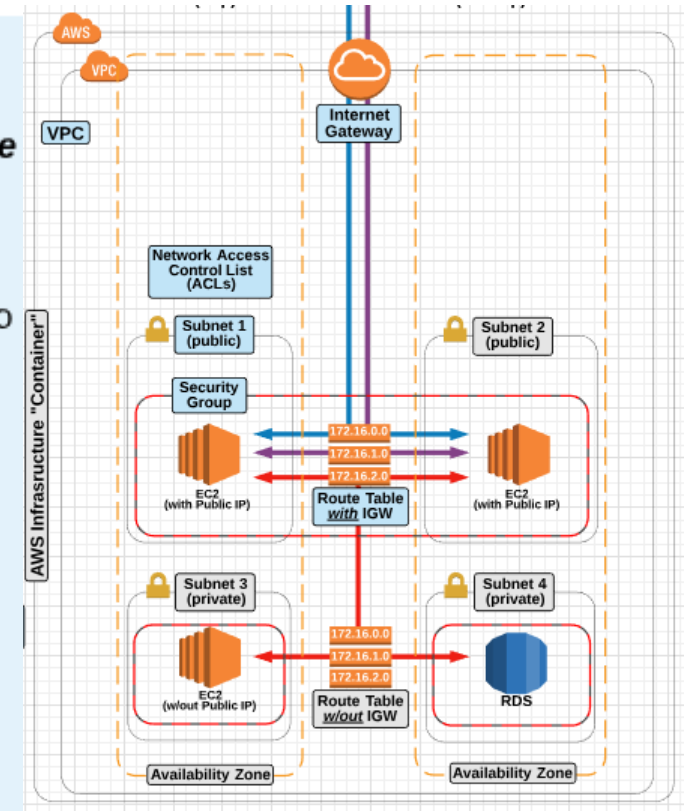 AWS
VPC
Internet
Gateway
VPC
e
Network Access
Control List
(ACLs)
o
AWS Infrasructure "Container"
Subnet 1
(public)
Subnet 2
(public)
Security
Group
172.16.0.0
172.16.1.0
172.16.2.0
EC2
(with Public IP)
EC2
(with Public IP)
Route Table
with IGW
Subnet 3
(private)
Subnet 4
(private)
172.16.0.0
172.16.1.0
172.16.2.0
EC2
(w/out Public IP)
RDS
Route Table
w/out IGW
Availability Zone
Availability Zone